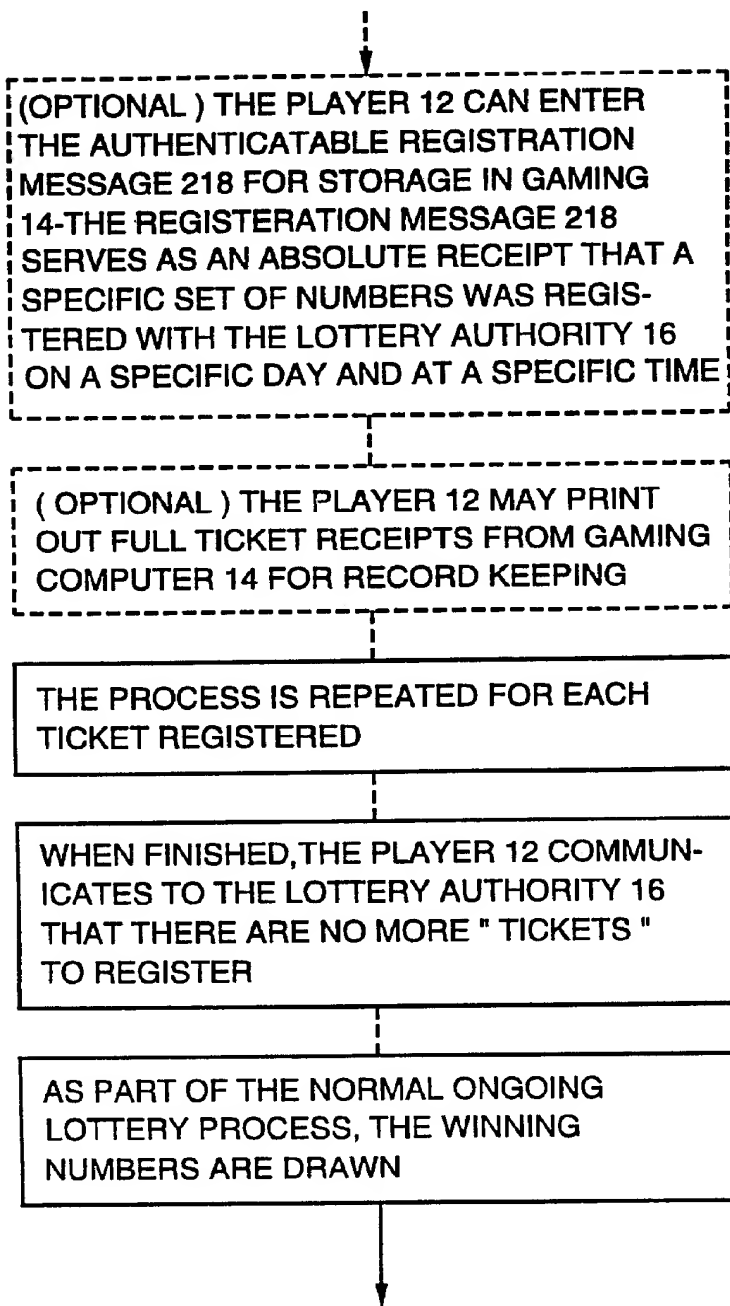 (OPTIONAL ) THE PLAYER 12 CAN ENTER
THE AUTHENTICATABLE REGISTRATION
MESSAGE 218 FOR STORAGE IN GAMING
14-THE REGISTERATION MESSAGE 218
SERVES AS AN ABSOLUTE RECEIPT THAT A
SPECIFIC SET OF NUMBERS WAS REGIS-
TERED WITH THE LOTTERY AUTHORITY 16
ON A SPECIFIC DAY AND AT A SPECIFIC TIME
( OPTIONAL ) THE PLAYER 12 MAY PRINT
OUT FULL TICKET RECEIPTS FROM GAMING
COMPUTER 14 FOR RECORD KEEPING
THE PROCESS IS REPEATED FOR EACH
TICKET REGISTERED
WHEN FINISHED,THE PLAYER 12 COMMUN-
ICATES TO THE LOTTERY AUTHORITY 16
THAT THERE ARE NO MORE " TICKETS "
TO REGISTER
AS PART OF THE NORMAL ONGOING
LOTTERY PROCESS, THE WINNING
NUMBERS ARE DRAWN